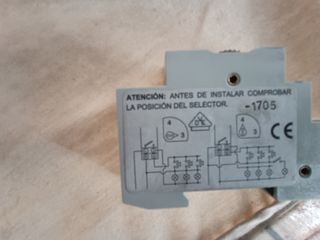 ATENCIÓN: ANTES DE INSTALAR COMPROBAR
LA POSICIÓN DEL SELECTOR. -1705
4
3
4
3
CE